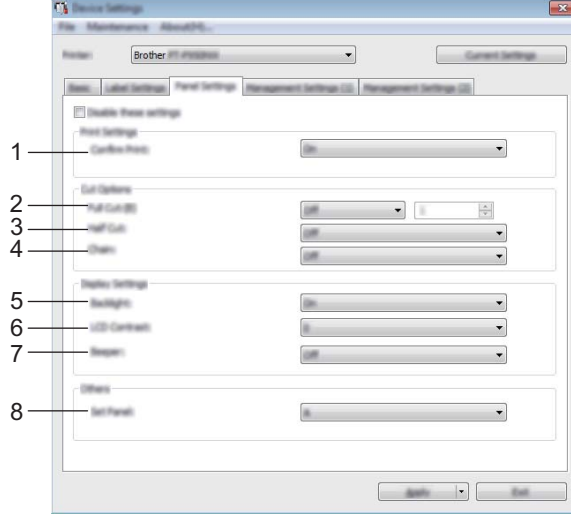 Device Settings
File Maintenance About(H)...
Printer: Brother Current Settings
Basic Label Settings Panel Settings Management Settings (1) Management Settings (2)
Disable these settings
Print Settings
1 Confirm Print: On
Cut Options
2 Full Cut Off 1
3 Half Cut: Off
4 Chain: Off
Display Settings
5 Backlight: On
6 LCD Contrast: 0
7 Beeper: Off
Others
8 Set Panel:
Apply Exit